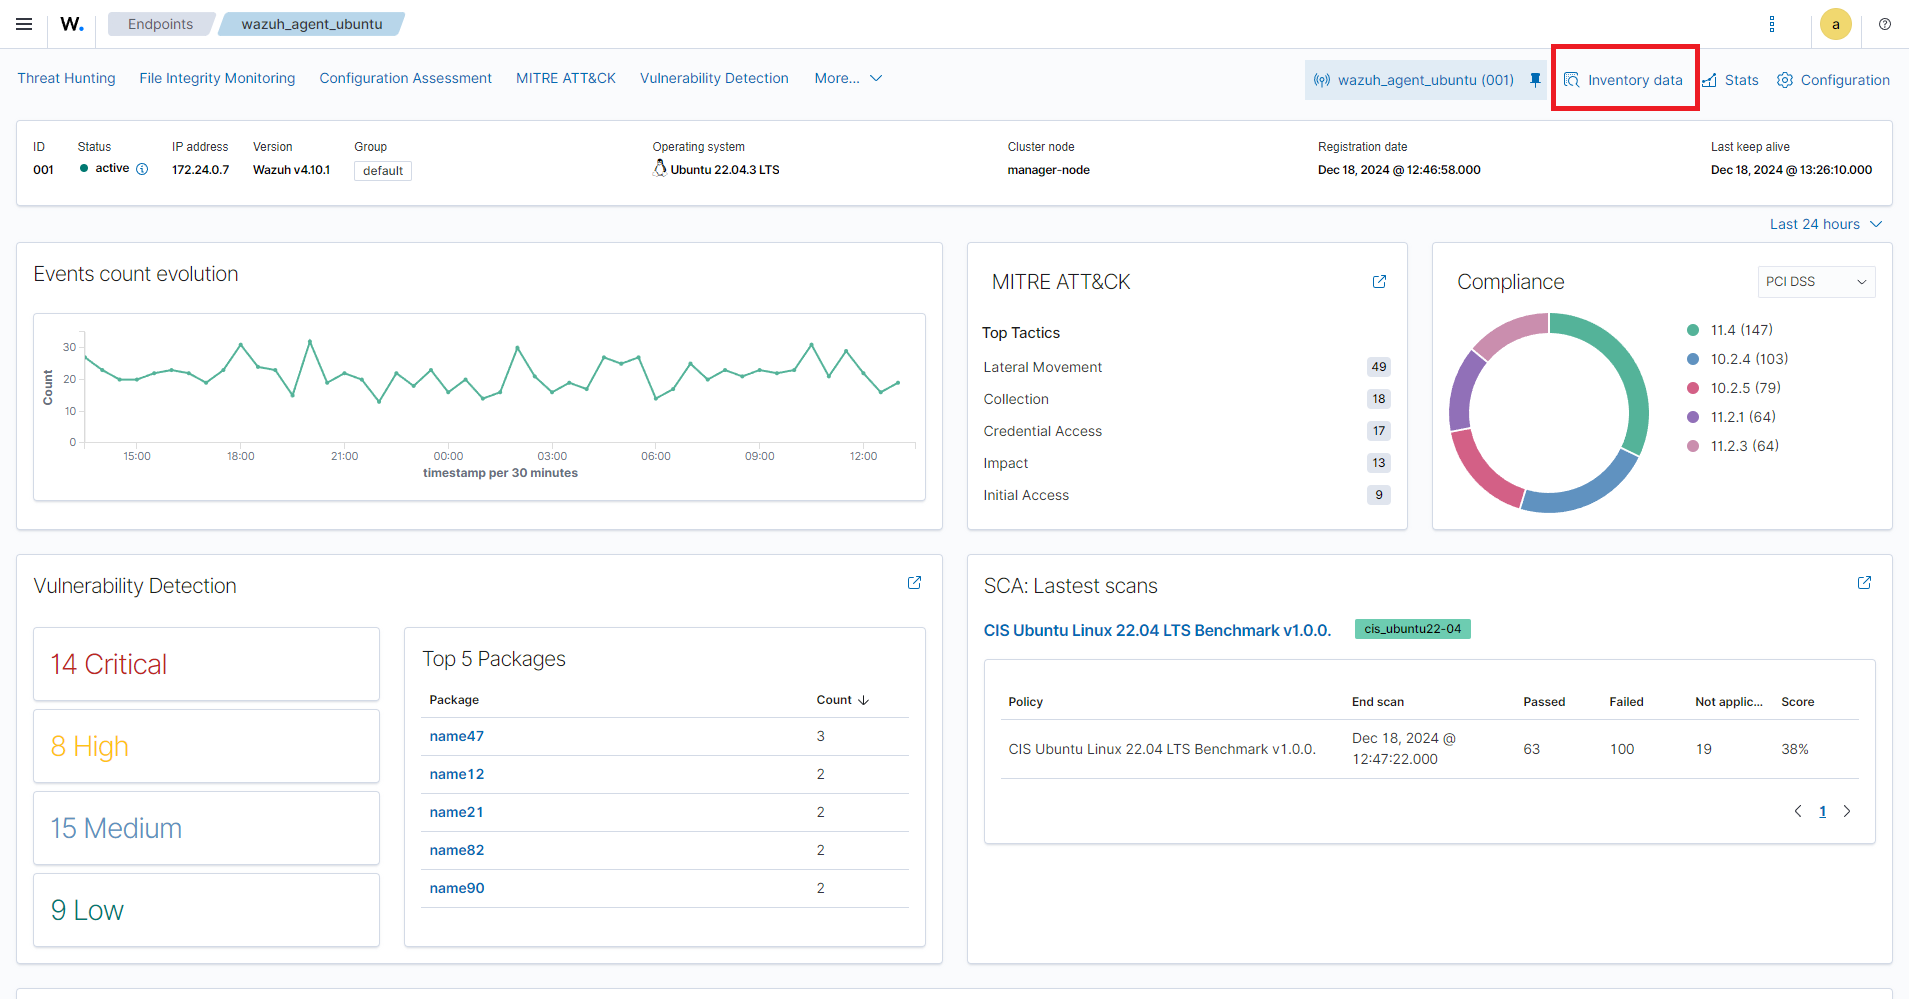 W. Endpoints wazuh_agent_ubuntu a
Threat Hunting File Integrity Monitoring Configuration Assessment MITRE ATT&CK Vulnerability Detection More... wazuh_agent_ubuntu (001) Inventory data Stats Configuration
ID Status IP address Version Group Operating system Cluster node Registration date Last keep alive
001 active 172.24.0.7 Wazuh v4.10.1 default Ubuntu 22.04.3 LTS manager-node Dec 18, 2024 @ 12:46:58.000 Dec 18, 2024 @ 13:26:10.000
Last 24 hours
Events count evolution
Count
30
20
10
0
15:00 18:00 21:00 00:00 03:00 06:00 09:00 12:00
timestamp per 30 minutes
MITRE ATT&CK
Top Tactics
Lateral Movement 49
Collection 18
Credential Access 17
Impact 13
Initial Access 9
Compliance PCI DSS
11.4 (147)
10.2.4 (103)
10.2.5 (79)
11.2.1 (64)
11.2.3 (64)
Vulnerability Detection
14 Critical
8 High
15 Medium
9 Low
Top 5 Packages
Package Count
name47 3
name12 2
name21 2
name82 2
name90 2
SCA: Lastest scans
CIS Ubuntu Linux 22.04 LTS Benchmark v1.0.0. cis_ubuntu22-04
Policy End scan Passed Failed Not applic... Score
CIS Ubuntu Linux 22.04 LTS Benchmark v1.0.0. Dec 18, 2024 @ 63 100 19 38%
12:47:22.000
1